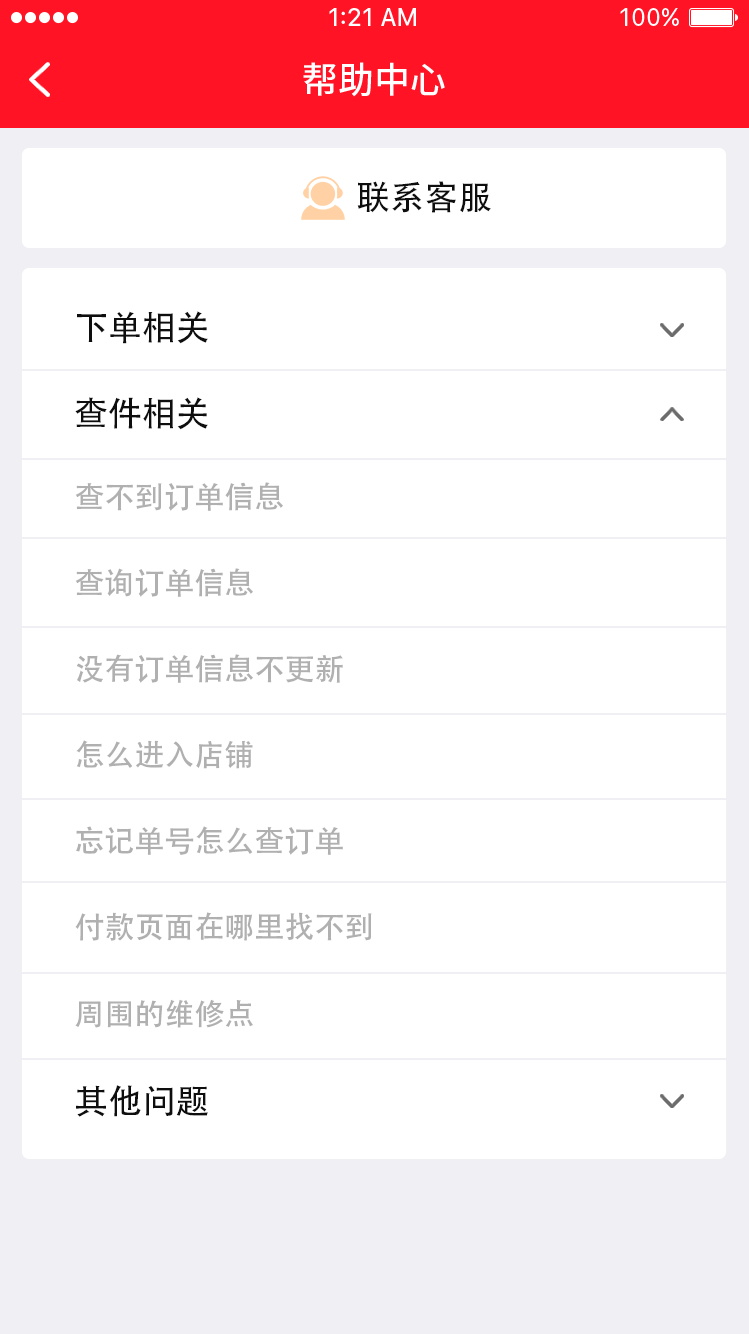 1:21 AM 100%
帮助中心
联系客服
下单相关
查件相关
查不到订单信息
查询订单信息
没有订单信息不更新
怎么进入店铺
忘记单号怎么查订单
付款页面在哪里找不到
周围的维修点
其他问题